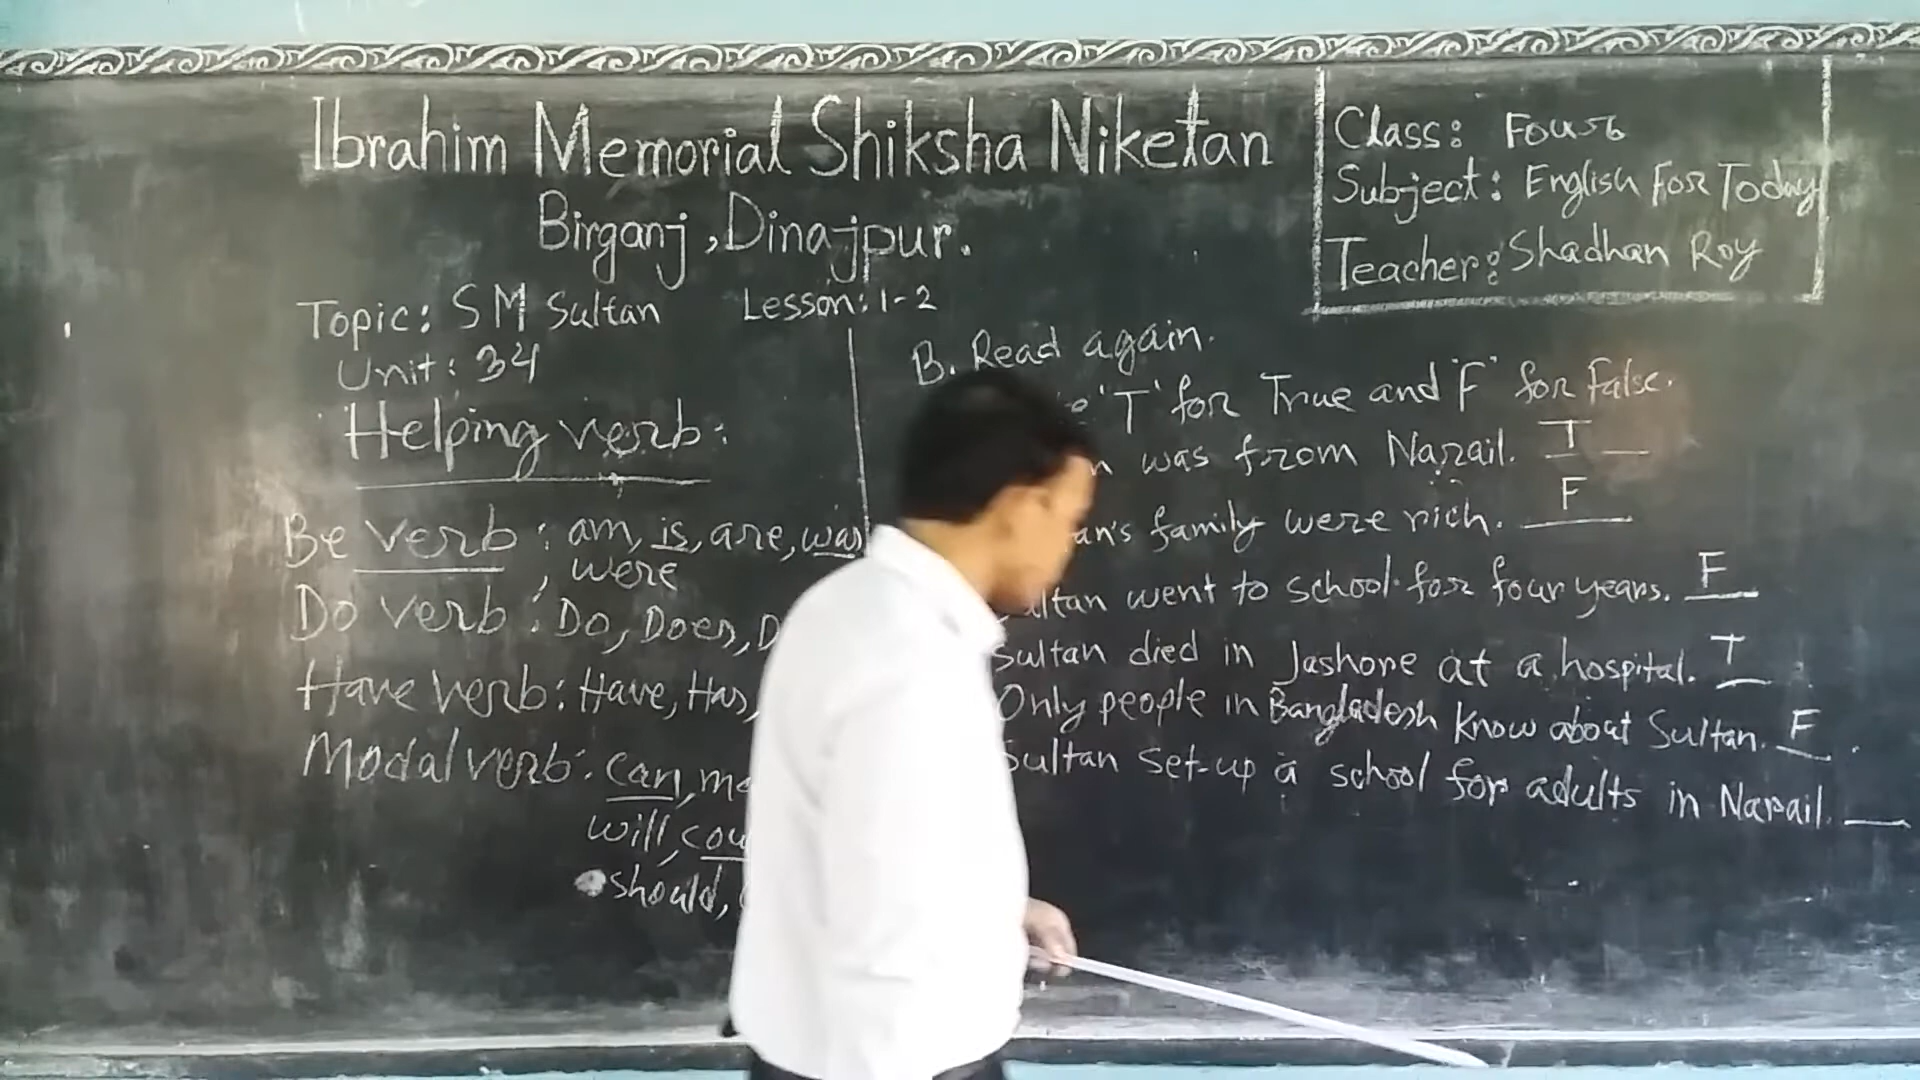 Ibrahim Memorial Shiksha Niketan
Birganj, Dinajpur.
Class: Four
Subject: English For Today
Teacher: Shadhan Roy
Topic: SM Sultan Lesson: 1-2
Unit: 34
Helping verb:
Be verb: am, is, are, was
, were
Do verb: Do, Does,
Have verb: Have, Has,
Modal verb: can,
will,
should,
B. Read again.
'T' for True and 'F' for False.
was from Narail. T
family were rich. F
went to school for four years. F
Sultan died in Jashore at a hospital. T
Only people in Bangladesh know about Sultan. F
Sultan set-up a school for adults in Narail.